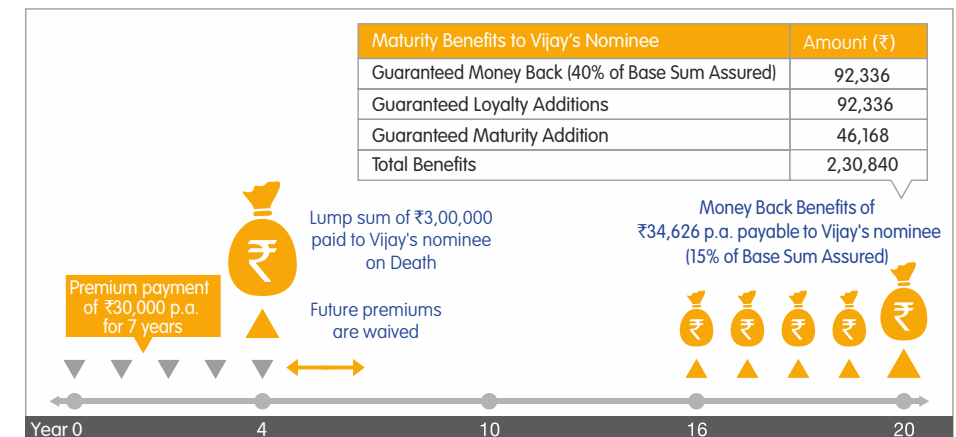 Maturity Benefits to Vijay's Nominee Amount (₹)
Guaranteed Money Back (40% of Base Sum Assured) 92,336
Guaranteed Loyalty Additions 92,336
Guaranteed Maturity Addition 46,168
Total Benefits 2,30,840
Lump sum of ₹3,00,000
paid to Vijay's nominee
on Death
Money Back Benefits of
₹34,626 p.a. payable to Vijay's nominee
(15% of Base Sum Assured)
₹
Premium payment
of ₹30,000 p.a.
for 7 years
Future premiums
are waived
₹ ₹ ₹ ₹ ₹
Year 0 4 10 16 20